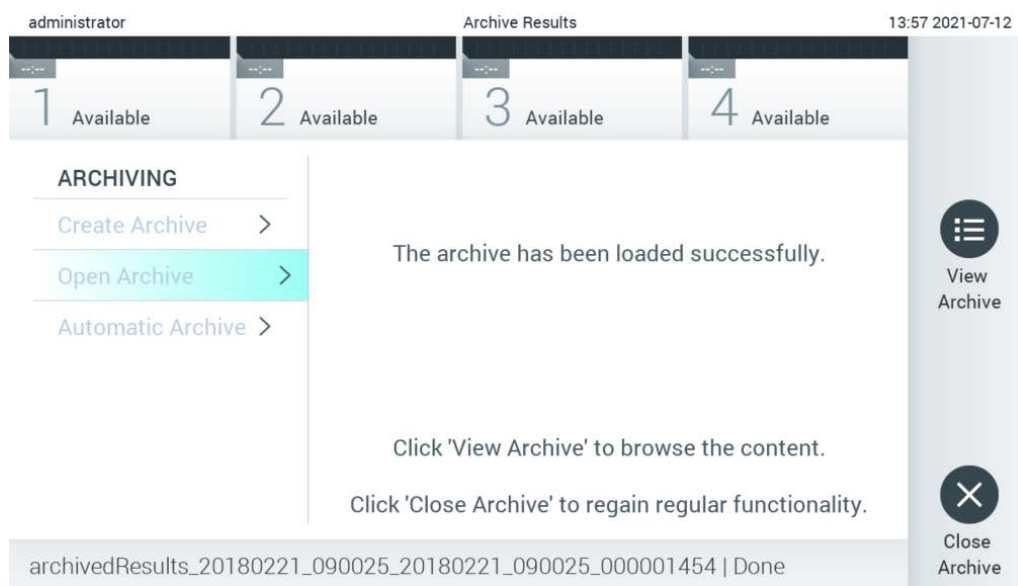 administrator Archive Results 13:57 2021-07-12
--:-- --:-- --:-- --:--
1 Available 2 Available 3 Available 4 Available
ARCHIVING
Create Archive
Open Archive
Automatic Archive
The archive has been loaded successfully.
Click 'View Archive' to browse the content.
Click 'Close Archive' to regain regular functionality.
View
Archive
Close
Archive
archivedResults_20180221_090025_20180221_090025_000001454 | Done